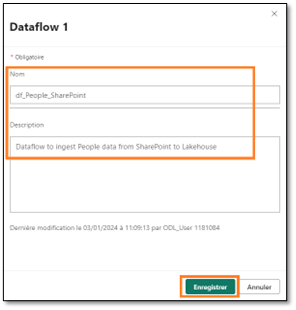 Dataflow 1
* Obligatoire
Nom
df_People_SharePoint
Description
Dataflow to ingest People data from SharePoint to Lakehouse
Dernière modification le 03/01/2024 à 11:09:13 par ODL_User 1181084
Enregistrer
Annuler